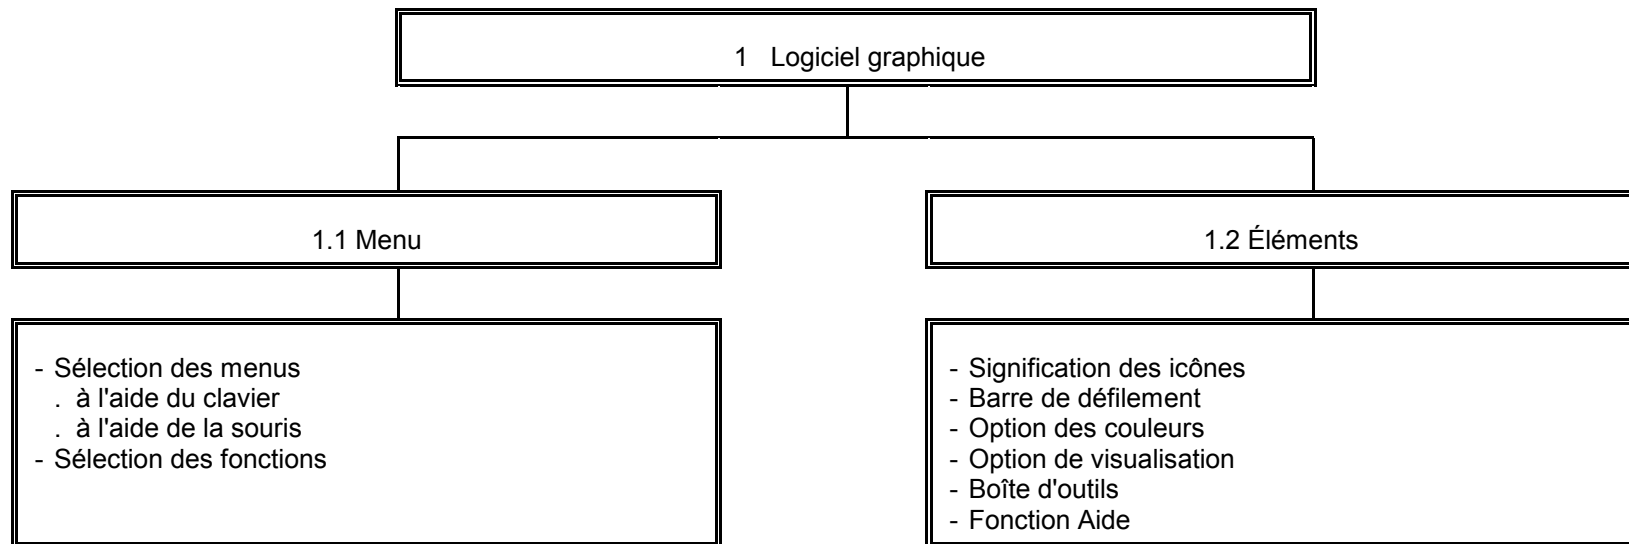 1 Logiciel graphique
1.1 Menu
1.2 Éléments
- Sélection des menus
. à l'aide du clavier
. à l'aide de la souris
- Sélection des fonctions
- Signification des icônes
- Barre de défilement
- Option des couleurs
- Option de visualisation
- Boîte d'outils
- Fonction Aide